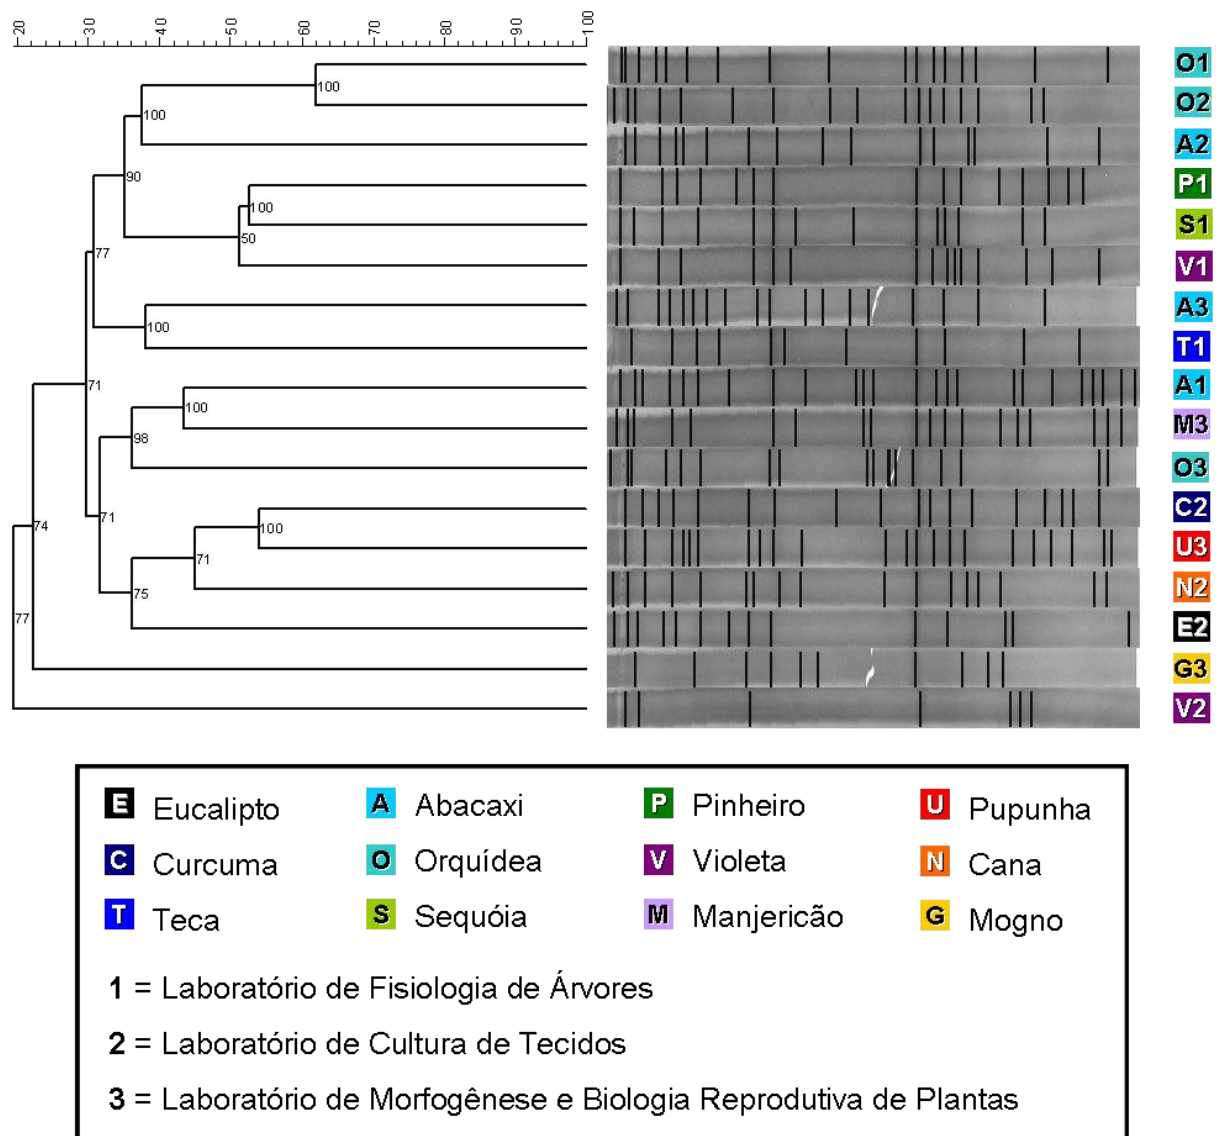 20 30 40 50 60 70 80 90 100
O1
100
O2
100
A2
90
P1
100
S1
50
V1
77
A3
100
T1
71
A1
100
M3
98
O3
71
C2
74
100
U3
71
N2
75
77
E2
G3
V2
E Eucalipto A Abacaxi P Pinheiro U Pupunha
C Curcuma O Orquídea V Violeta N Cana
T Teca S Sequóia M Manjericão G Mogno
1 = Laboratório de Fisiologia de Árvores
2 = Laboratório de Cultura de Tecidos
3 = Laboratório de Morfogênese e Biologia Reprodutiva de Plantas